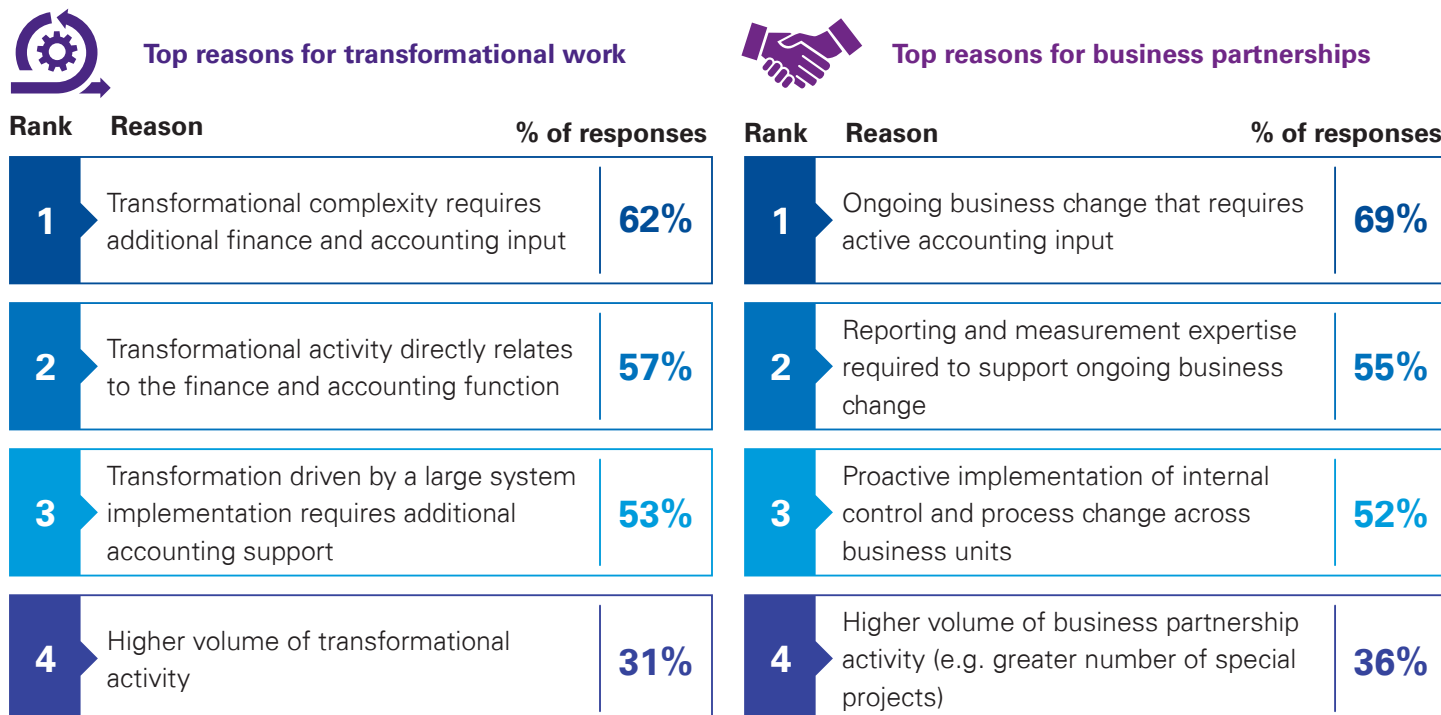 Top reasons for transformational work
Rank Reason % of responses
1 Transformational complexity requires 62%
additional finance and accounting input
2 Transformational activity directly relates 57%
to the finance and accounting function
3 Transformation driven by a large system 53%
implementation requires additional
accounting support
4 Higher volume of transformational 31%
activity
Top reasons for business partnerships
Rank Reason % of responses
1 Ongoing business change that requires 69%
active accounting input
2 Reporting and measurement expertise 55%
required to support ongoing business
change
3 Proactive implementation of internal 52%
control and process change across
business units
4 Higher volume of business partnership 36%
activity (e.g. greater number of special
projects)